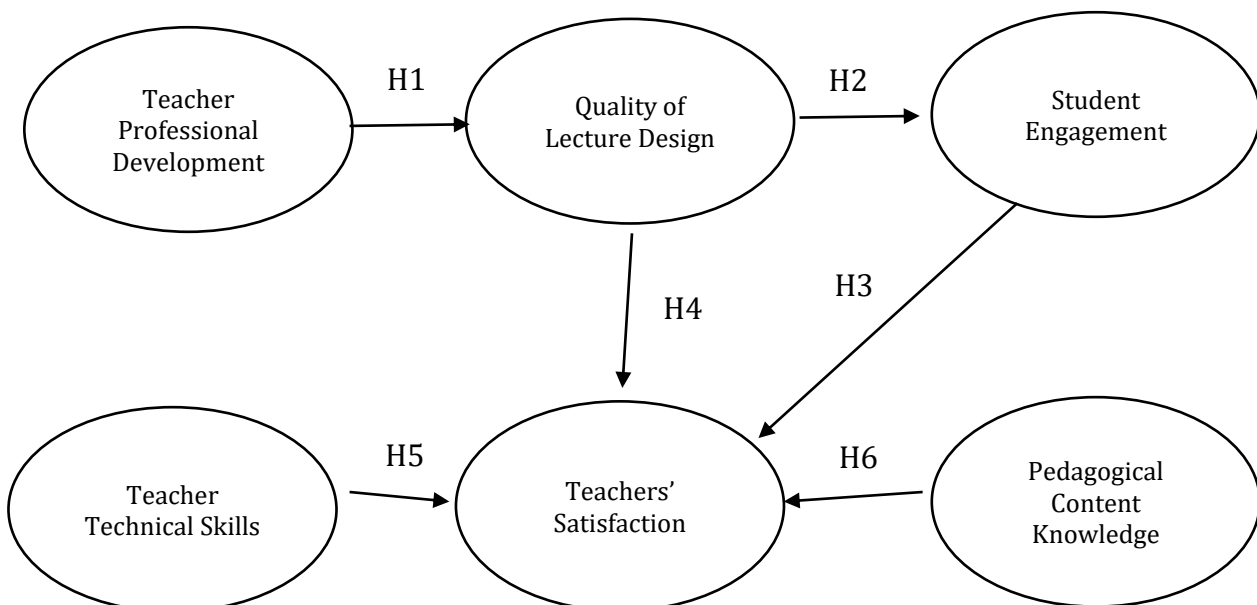 Teacher
Professional
Development
H1
Quality of
Lecture Design
H2
Student
Engagement
H4
H3
Teacher
Technical Skills
H5
Teachers’
Satisfaction
H6
Pedagogical
Content
Knowledge